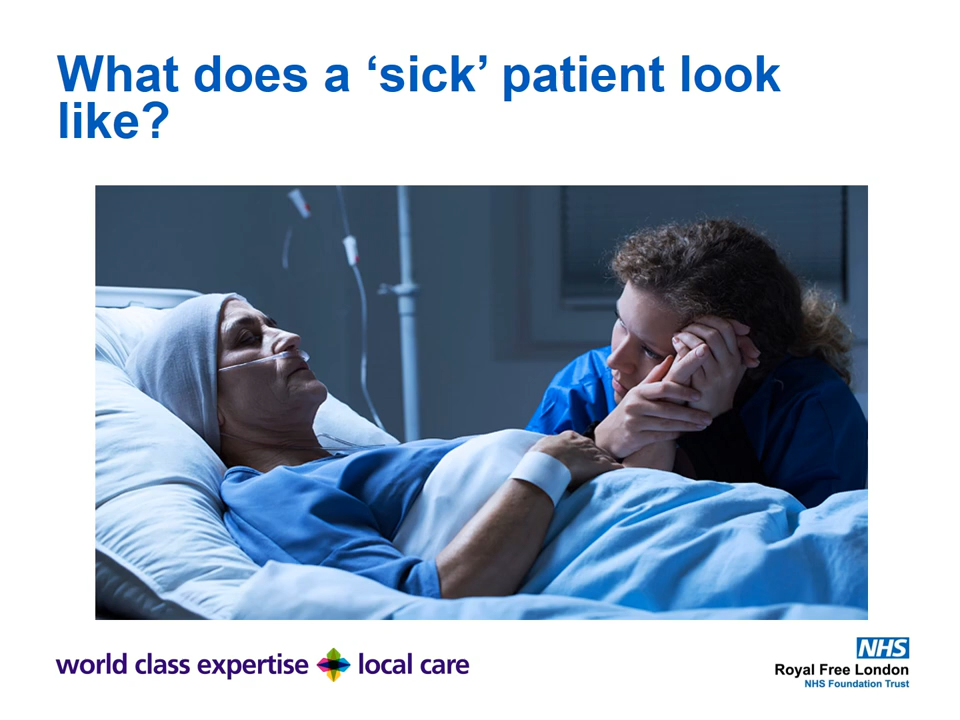 What does a ‘sick’ patient look
like?
world class expertise local care
NHS
Royal Free London
NHS Foundation Trust